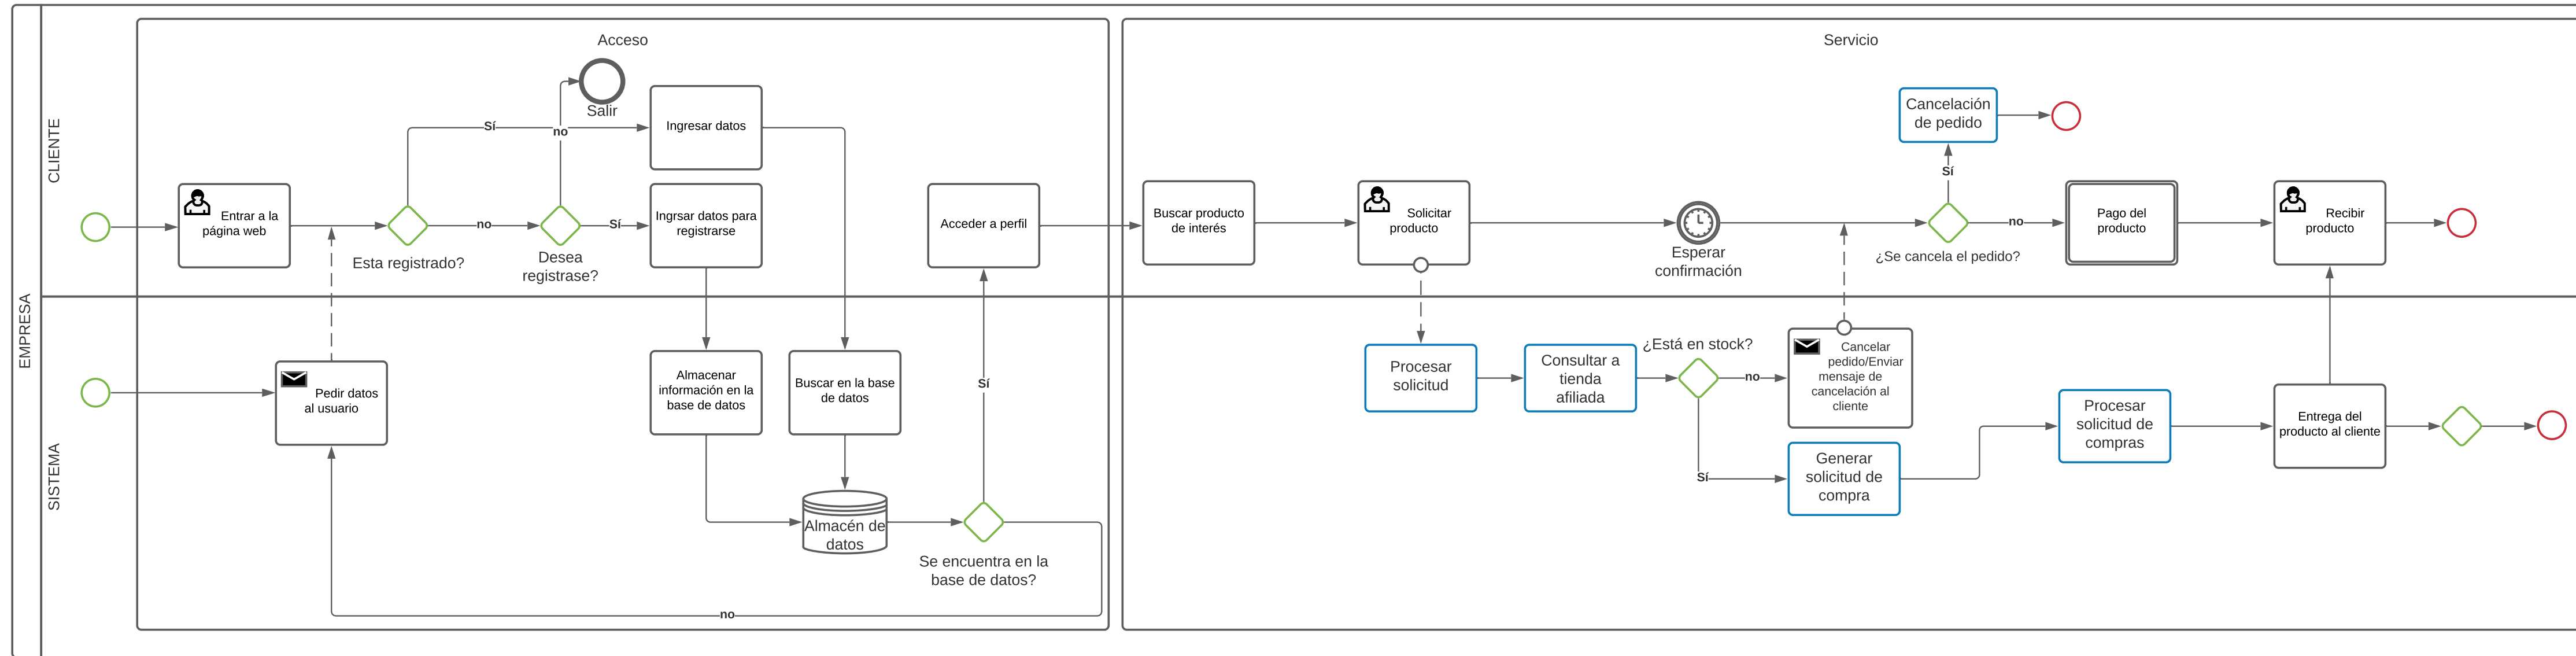 EMPRESA
CLIENTE
SISTEMA
Acceso
Salir
Sí
no
Ingresar datos
Entrar a la
página web
Esta registrado?
no
Desea
registrase?
Sí
Ingrsar datos para
registrarse
Acceder a perfil
Pedir datos
al usuario
Almacenar
información en la
base de datos
Buscar en la base
de datos
Sí
Almacén de
datos
Se encuentra en la
base de datos?
no
Servicio
Cancelación
de pedido
Sí
Buscar producto
de interés
Solicitar
producto
Esperar
confirmación
¿Se cancela el pedido?
no
Pago del
producto
Recibir
producto
Procesar
solicitud
Consultar a
tienda
afiliada
¿Está en stock?
no
Cancelar
pedido/Enviar
mensaje de
cancelación al
cliente
Sí
Generar
solicitud de
compra
Procesar
solicitud de
compras
Entrega del
producto al cliente